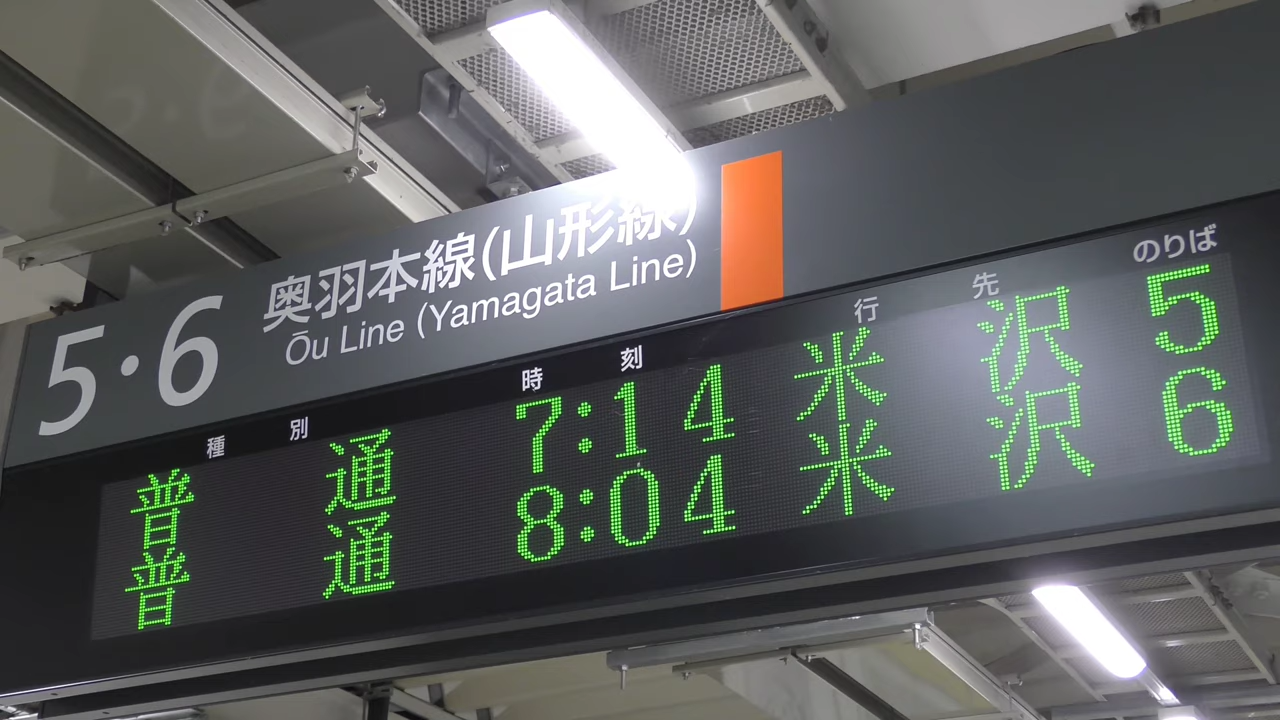 5・6 奥羽本線(山形線)
Ōu Line (Yamagata Line)
種別 時刻 行先 のりば
普通 7:14 米沢 5
普通 8:04 米沢 6